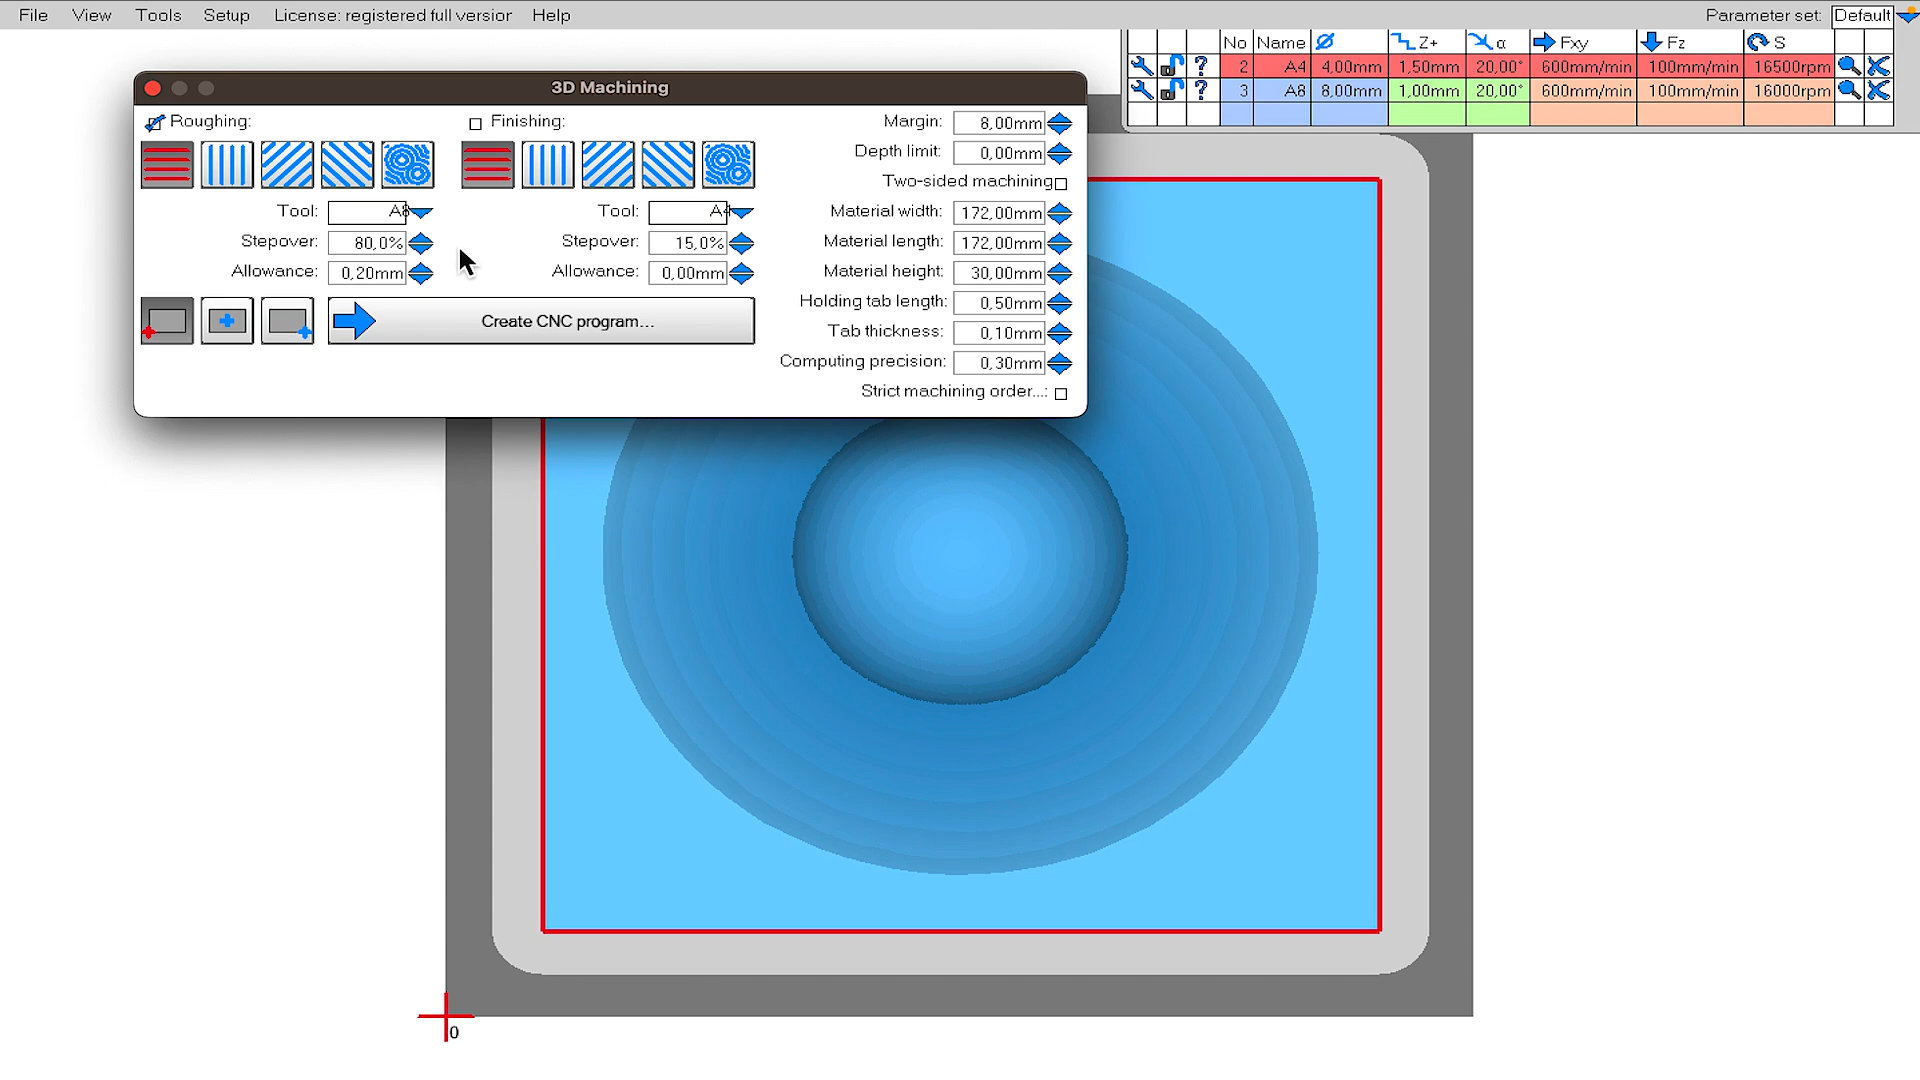 File View Tools Setup License: registered full versior Help Parameter set: Default
No Name Ø Z+ α Fxy Fz S
? 2 A4 4,00mm 1,50mm 20,00° 600mm/min 100mm/min 16500rpm
? 3 A8 8,00mm 1,00mm 20,00° 600mm/min 100mm/min 16000rpm
3D Machining
Roughing: Finishing: Margin: 8,00mm
Depth limit: 0,00mm
Two-sided machining
Tool: A8 Tool: A4 Material width: 172,00mm
Stepover: 80,0% Stepover: 15,0% Material length: 172,00mm
Allowance: 0,20mm Allowance: 0,00mm Material height: 30,00mm
Holding tab length: 0,50mm
Create CNC program... Tab thickness: 0,10mm
Computing precision: 0,30mm
Strict machining order...:
0